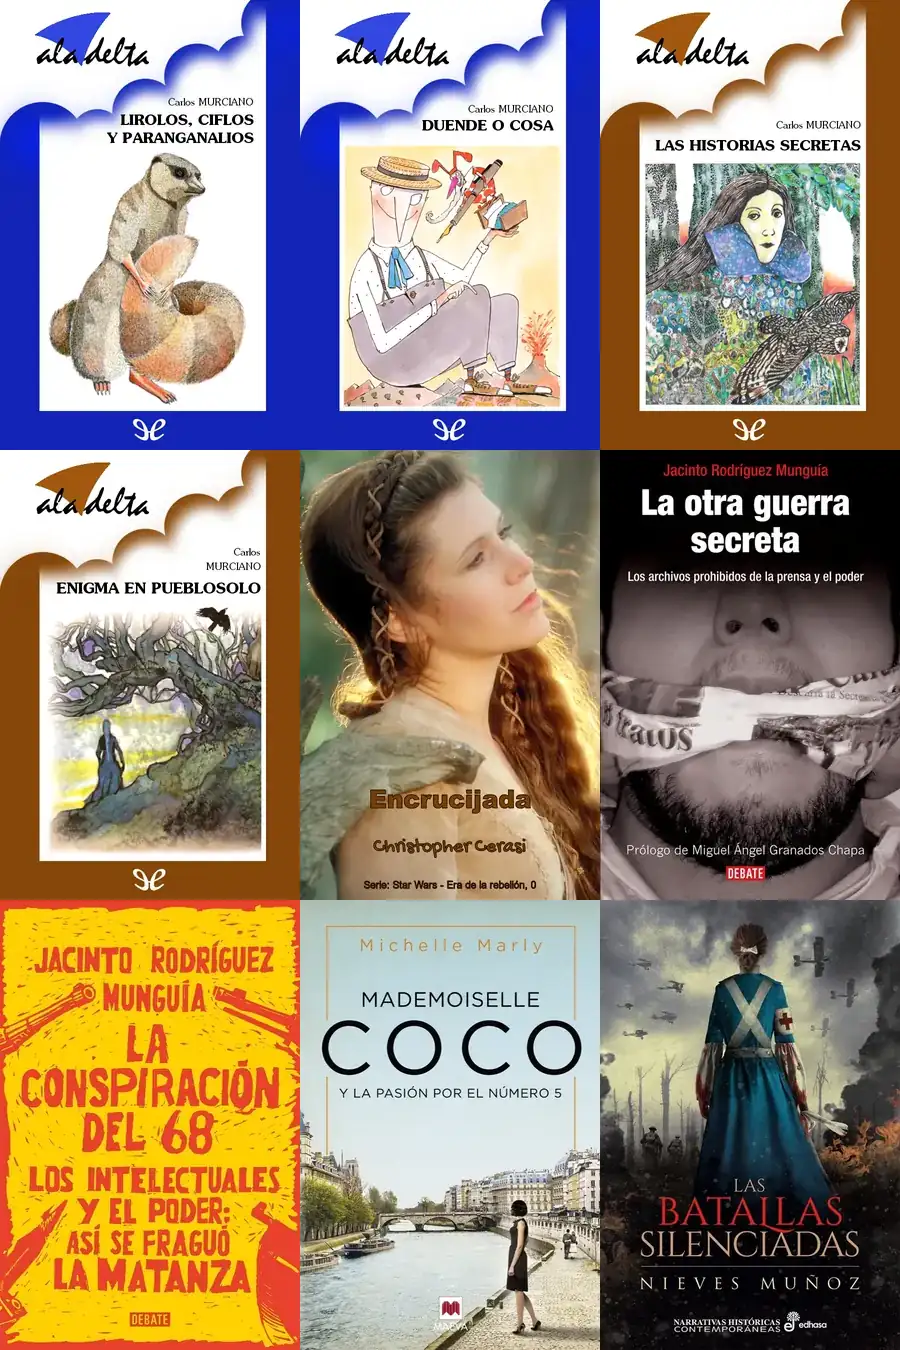 ala delta
Carlos MURCIANO
LIROLOS, CIFLOS
Y PARANGANALIOS
ala delta
Carlos MURCIANO
DUENDE O COSA
ala delta
Carlos MURCIANO
LAS HISTORIAS SECRETAS
ala delta
Carlos
MURCIANO
ENIGMA EN PUEBLOSOLO
Encrucijada
Christopher Cerasi
Serie: Star Wars - Era de la rebelión, 0
Jacinto Rodríguez Munguía
La otra guerra
secreta
Los archivos prohibidos de la prensa y el poder
tratos
Prólogo de Miguel Ángel Granados Chapa
DEBATE
JACINTO RODRÍGUEZ
MUNGUÍA
LA
CONSPIRACIÓN
DEL 68
LOS INTELECTUALES
Y EL PODER:
ASÍ SE FRAGUÓ
LA MATANZA
DEBATE
Michelle Marly
MADEMOISELLE
COCO
Y LA PASIÓN POR EL NÚMERO 5
MAEVA
LAS
BATALLAS
SILENCIADAS
NIEVES MUÑOZ
NARRATIVAS HISTÓRICAS
CONTEMPORÁNEAS
edhasa